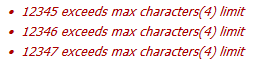 • 12345 exceeds max characters(4) limit
• 12346 exceeds max characters(4) limit
• 12347 exceeds max characters(4) limit